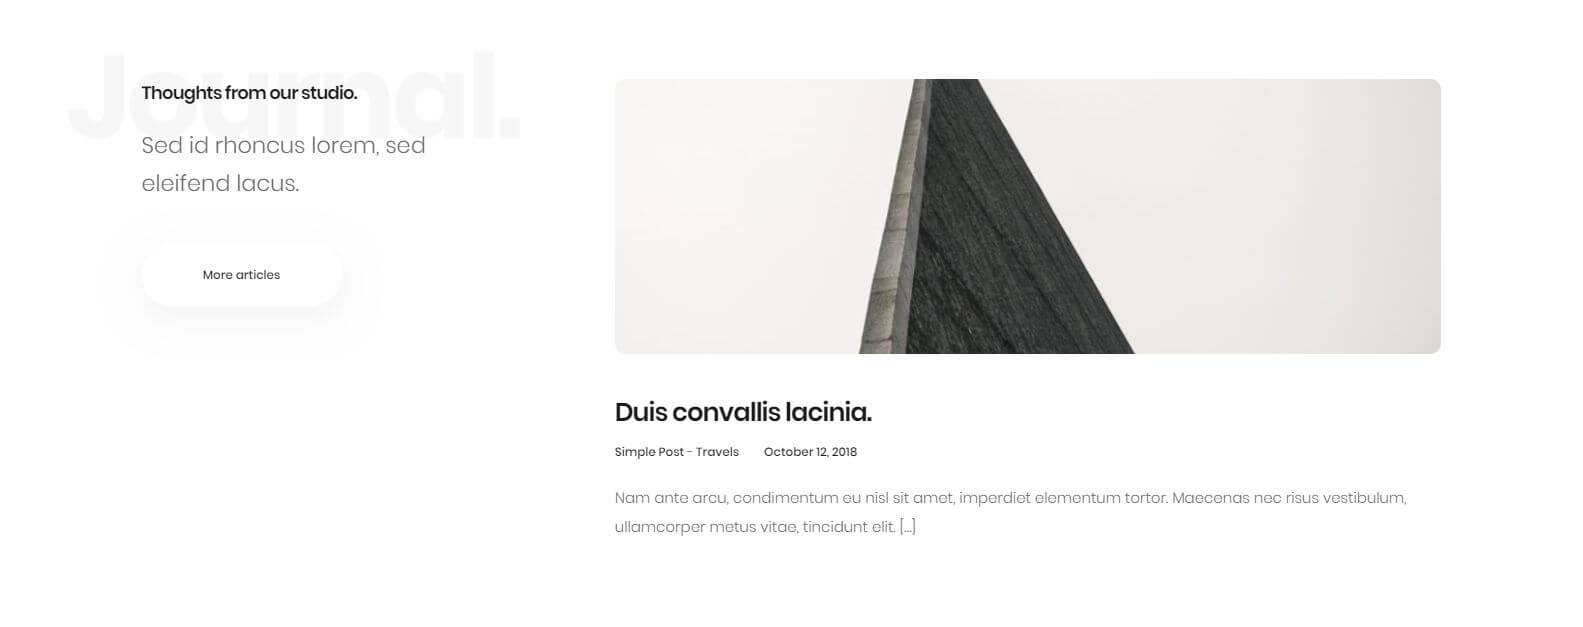 Journal.
Thoughts from our studio.
Sed id rhoncus lorem, sed
eleifend lacus.
More articles
Duis convallis lacinia.
Simple Post - Travels October 12, 2018
Nam ante arcu, condimentum eu nisl sit amet, imperdiet elementum tortor. Maecenas nec risus vestibulum,
ullamcorper metus vitae, tincidunt elit. [...]